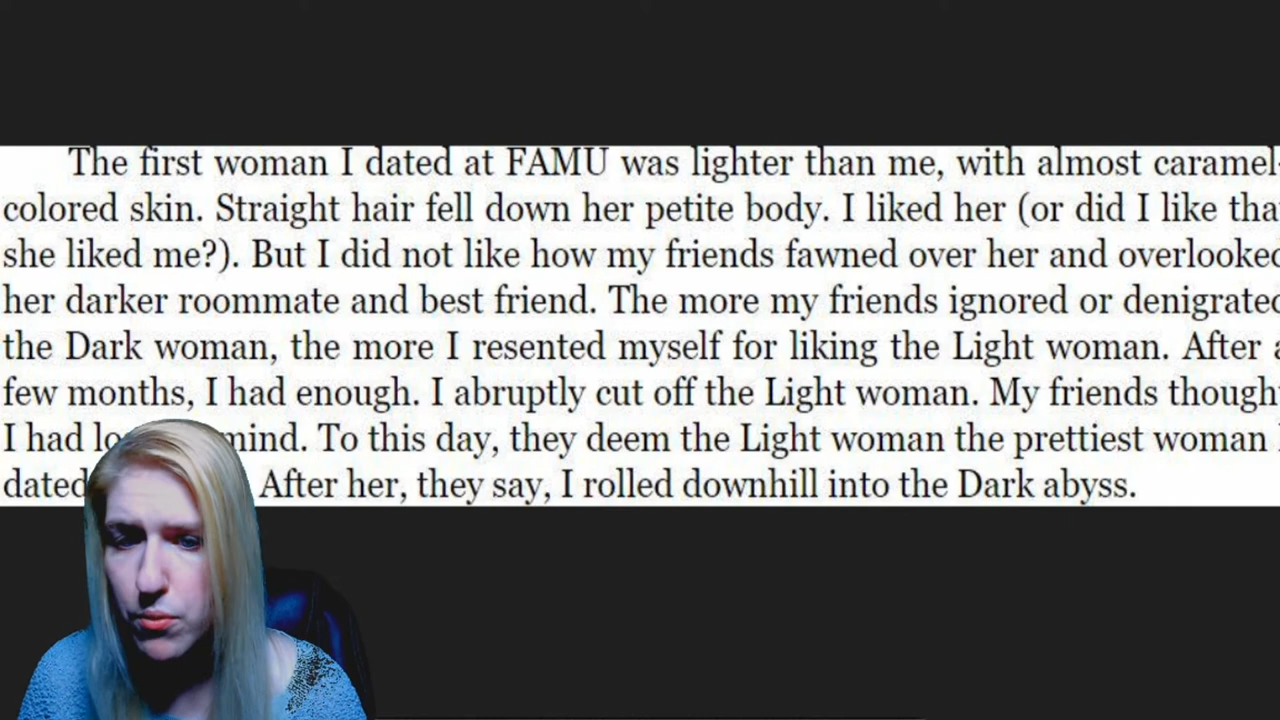 The first woman I dated at FAMU was lighter than me, with almost caramel-
colored skin. Straight hair fell down her petite body. I liked her (or did I like
she liked me?). But I did not like how my friends fawned over her and overlooked
her darker roommate and best friend. The more my friends ignored or denigrated
the Dark woman, the more I resented myself for liking the Light woman. After a
few months, I had enough. I abruptly cut off the Light woman. My friends
I had mind. To this day, they deem the Light woman the prettiest woman
dated After her, they say, I rolled downhill into the Dark abyss.